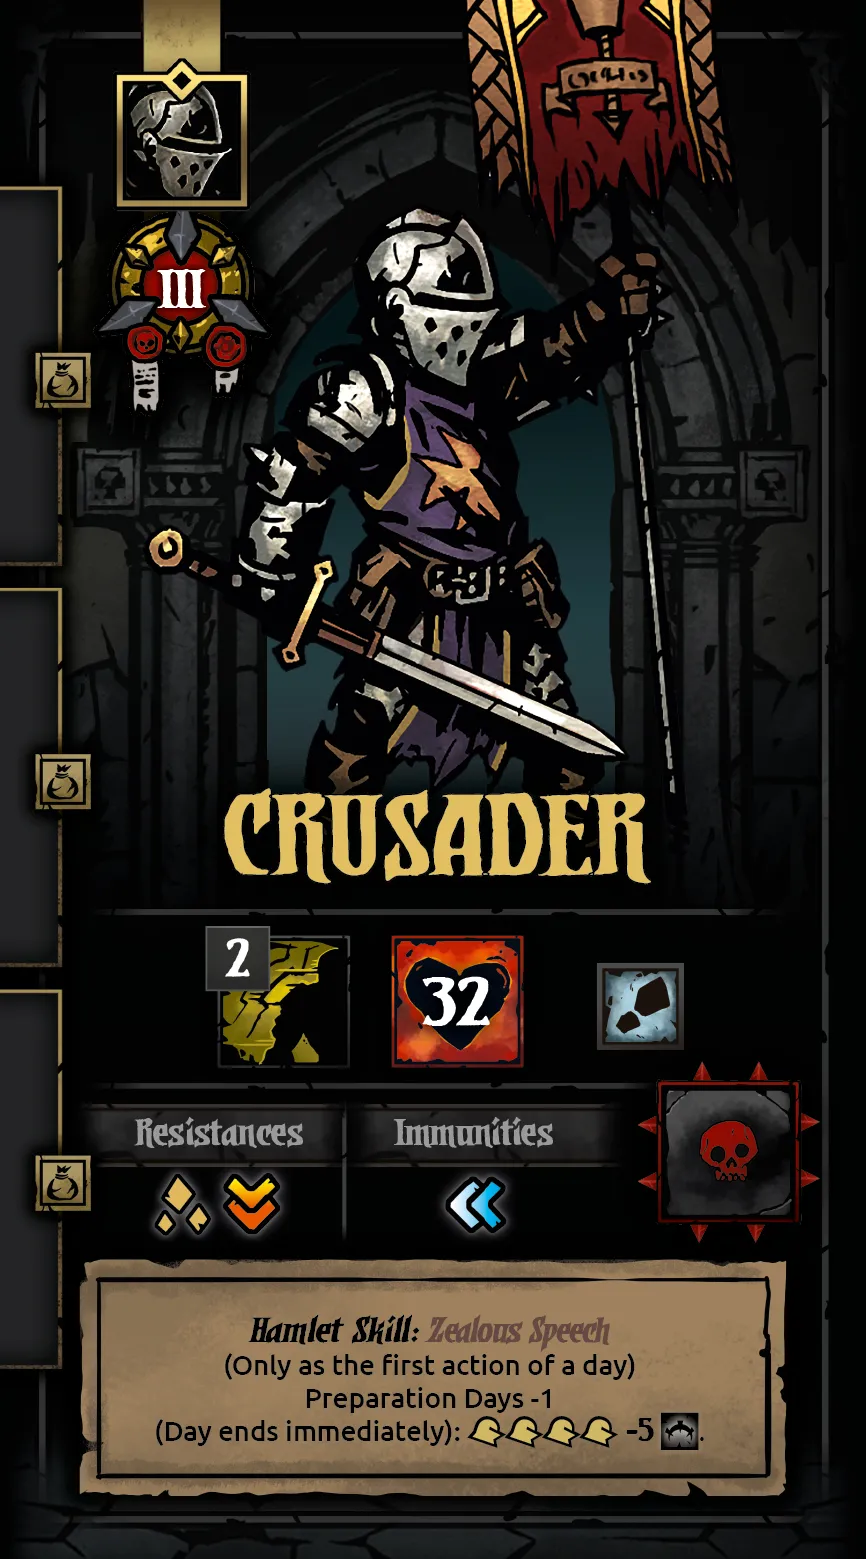 III
CRUSADER
2
32
Resistances
Immunities
Hamlet Skill: Zealous Speech
(Only as the first action of a day)
Preparation Days -1
(Day ends immediately): -5 .